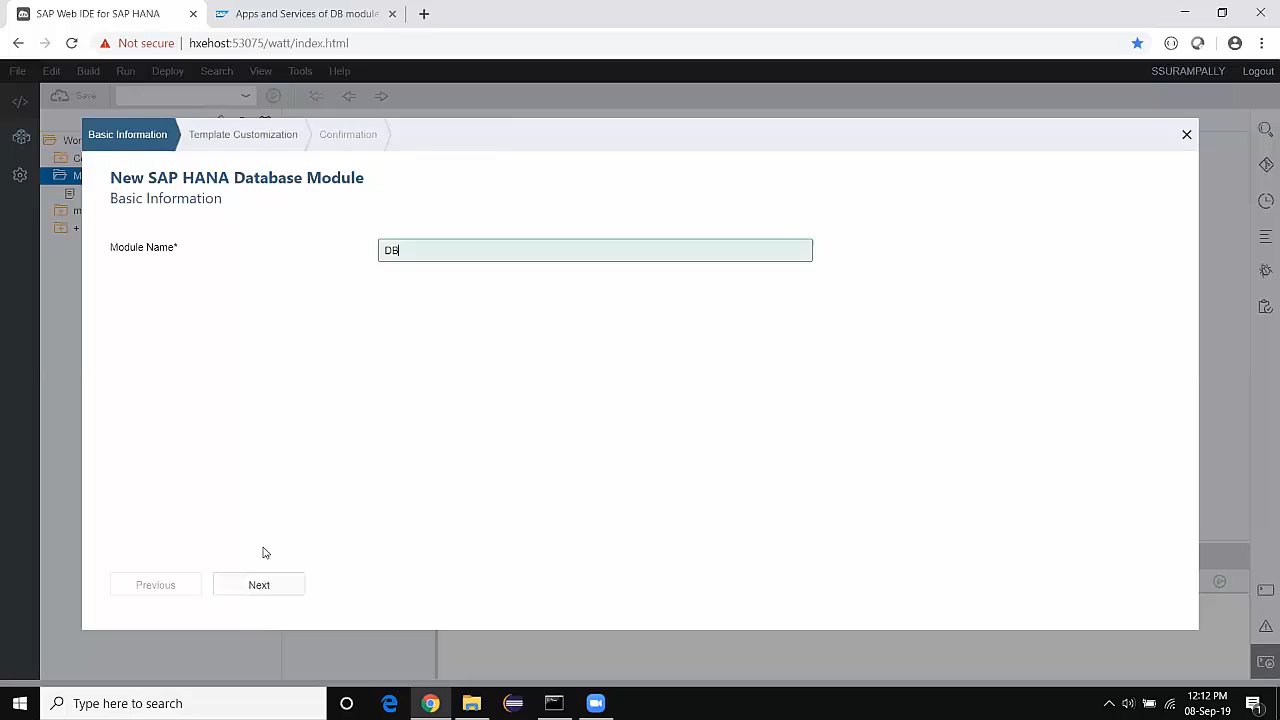 SAP Web IDE for SAP HANA
Apps and Services of DB module
Not secure
hxehost:53075/watt/index.html
File Edit Build Run Deploy Search View Tools Help
SSURAMPALLY Logout
Save
Basic Information Template Customization Confirmation
New SAP HANA Database Module
Basic Information
Module Name*
DB
Previous
Next
Type here to search
12:12 PM
08-Sep-19
1